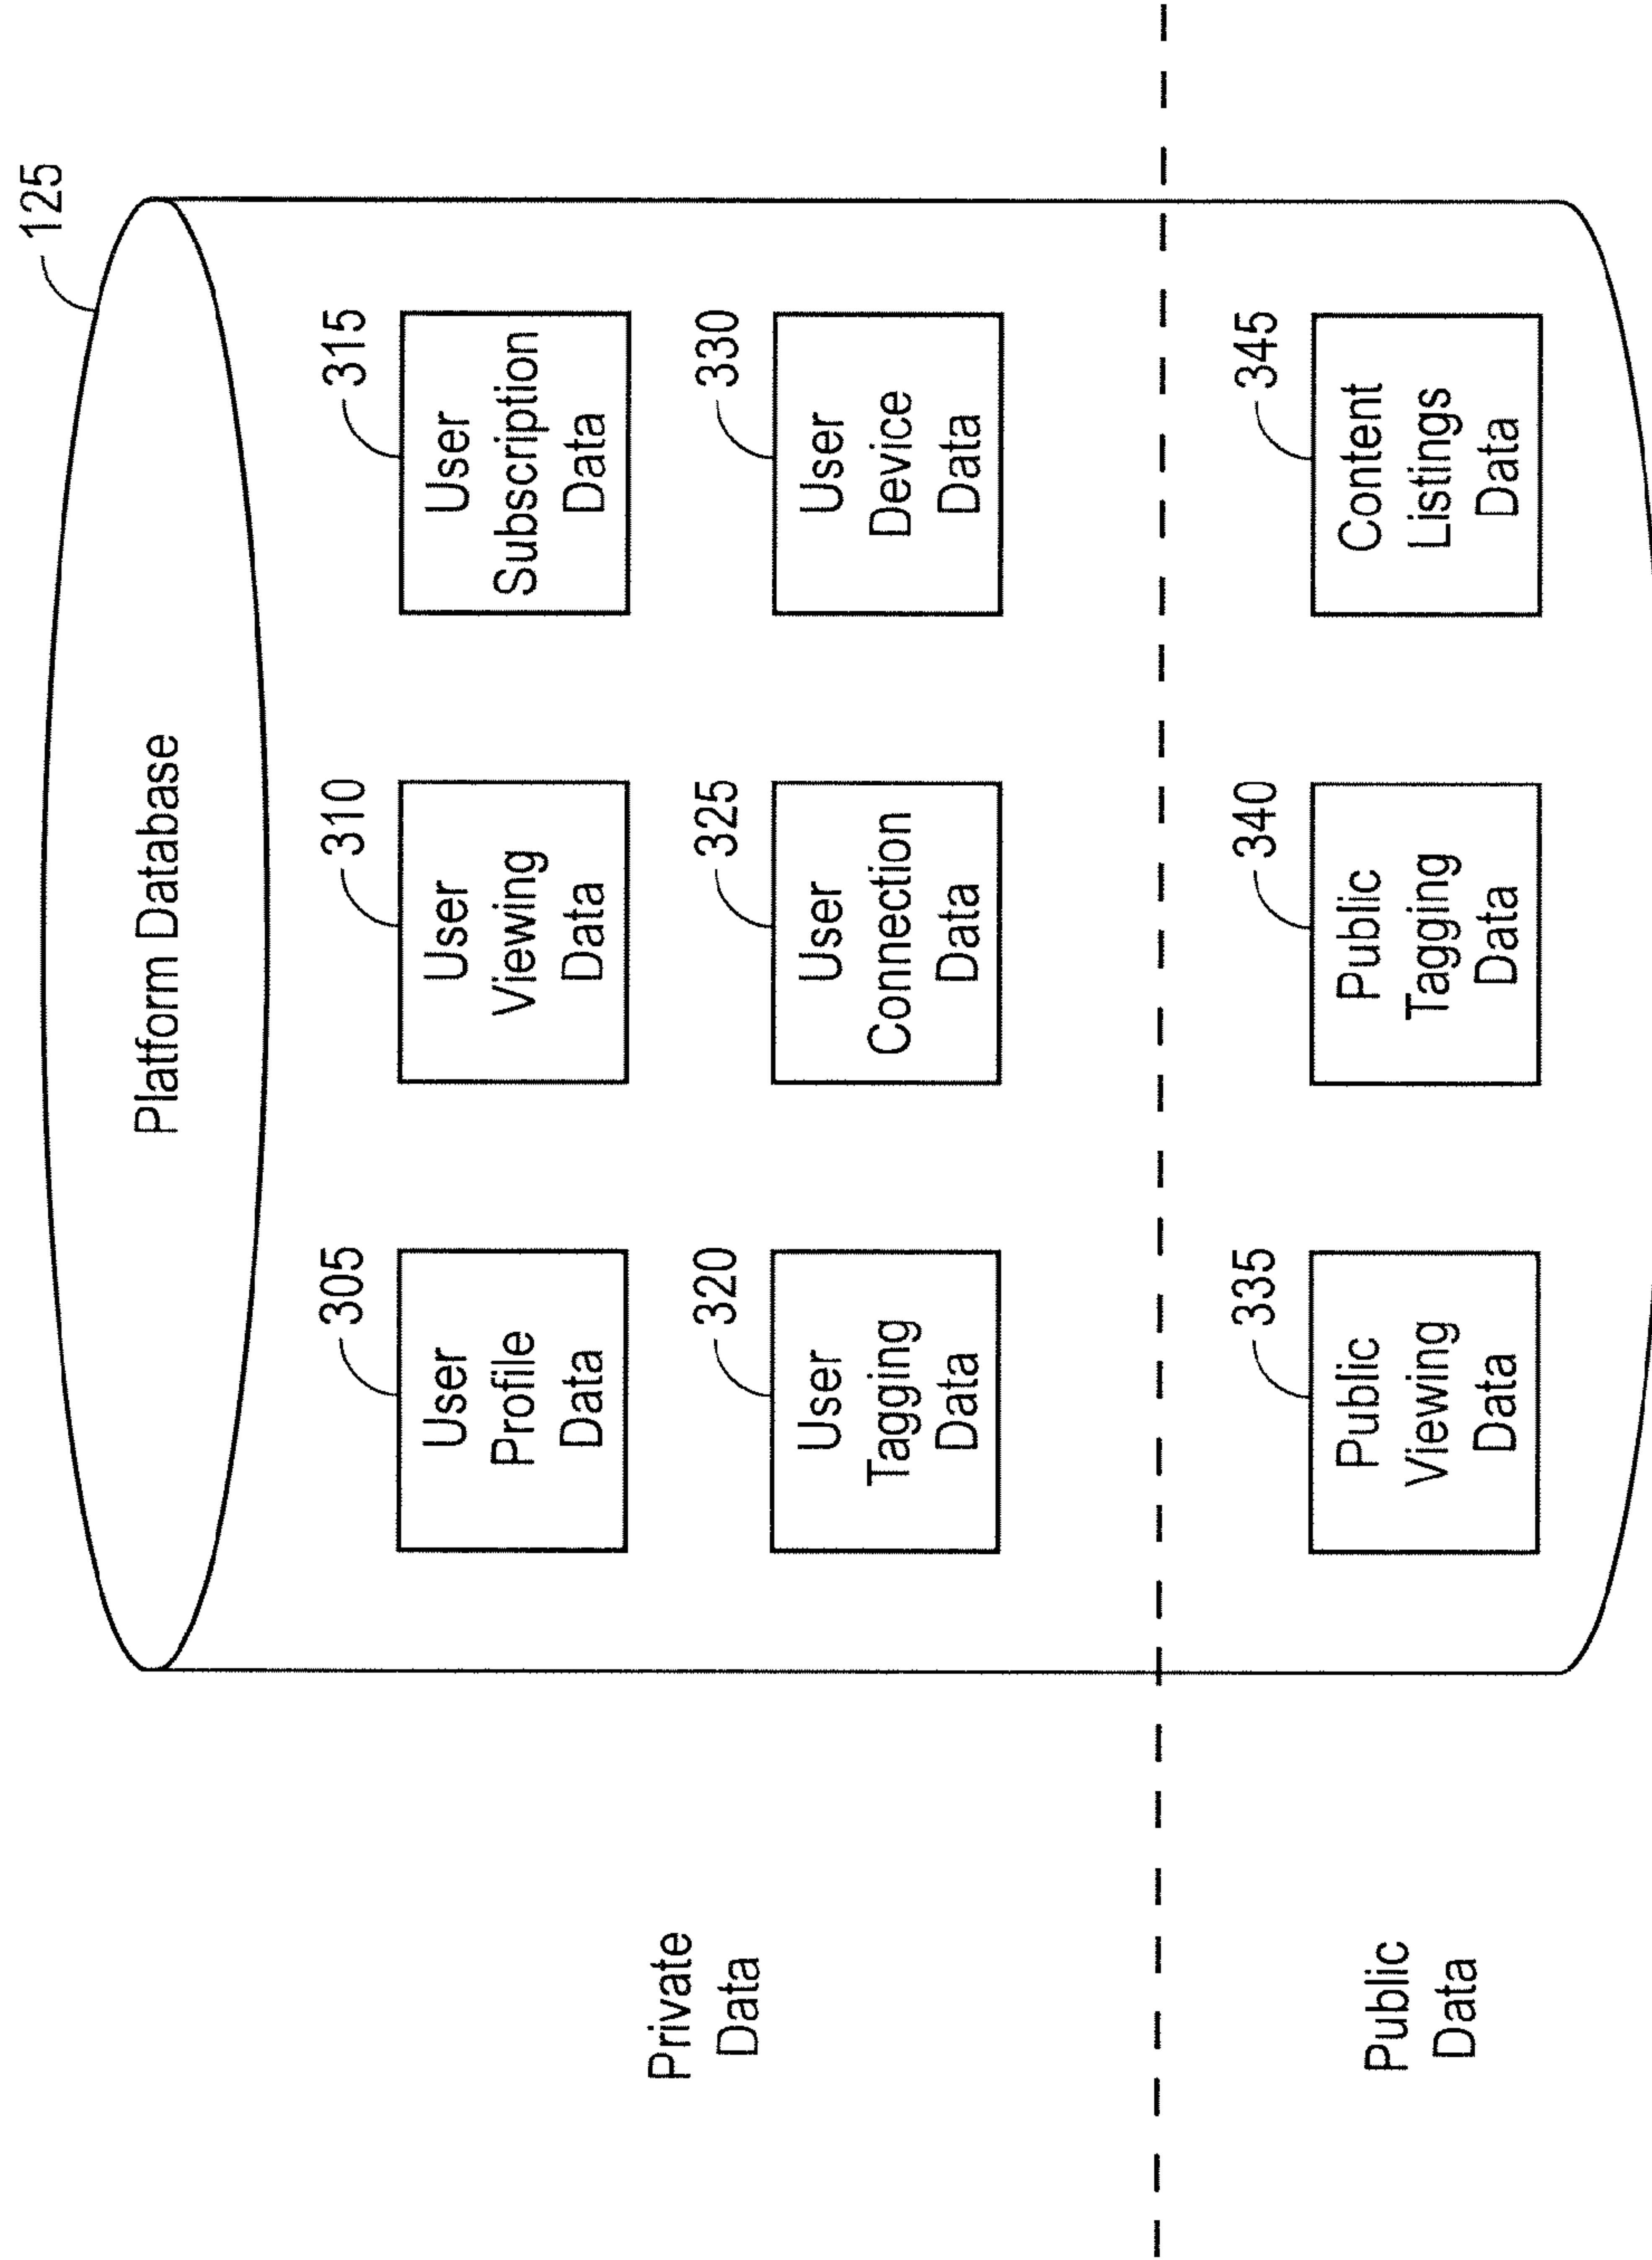 125
Platform Database
305
User
Profile
Data
310
User
Viewing
Data
315
User
Subscription
Data
Private
Data
320
User
Tagging
Data
325
User
Connection
Data
330
User
Device
Data
Public
Data
335
Public
Viewing
Data
340
Public
Tagging
Data
345
Content
Listings
Data